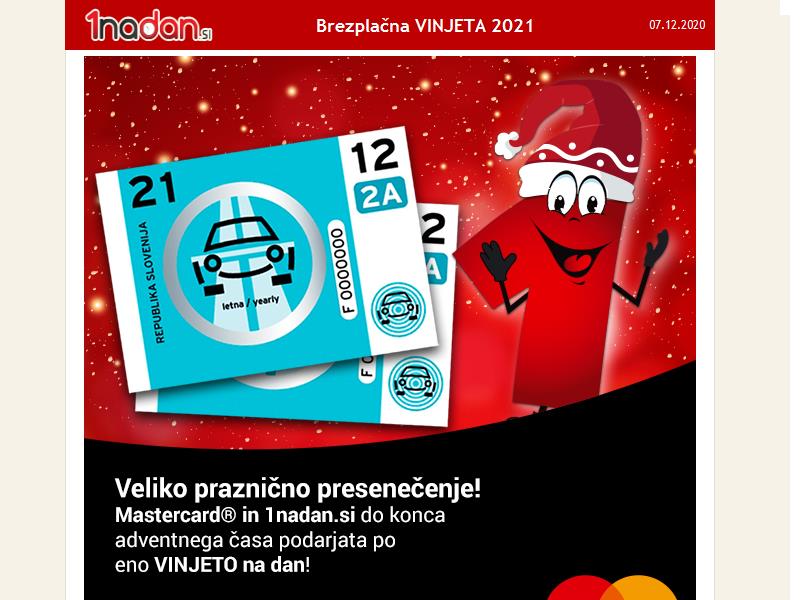 1nadan.si
Brezplačna VINJETA 2021
07.12.2020
21
12
2A
REPUBLIKA SLOVENIJA
letna / yearly
F 0000000
2
A
F 0
Veliko praznično presenečenje!
Mastercard® in 1nadan.si do konca
adventnega časa podarjata po
eno VINJETO na dan!